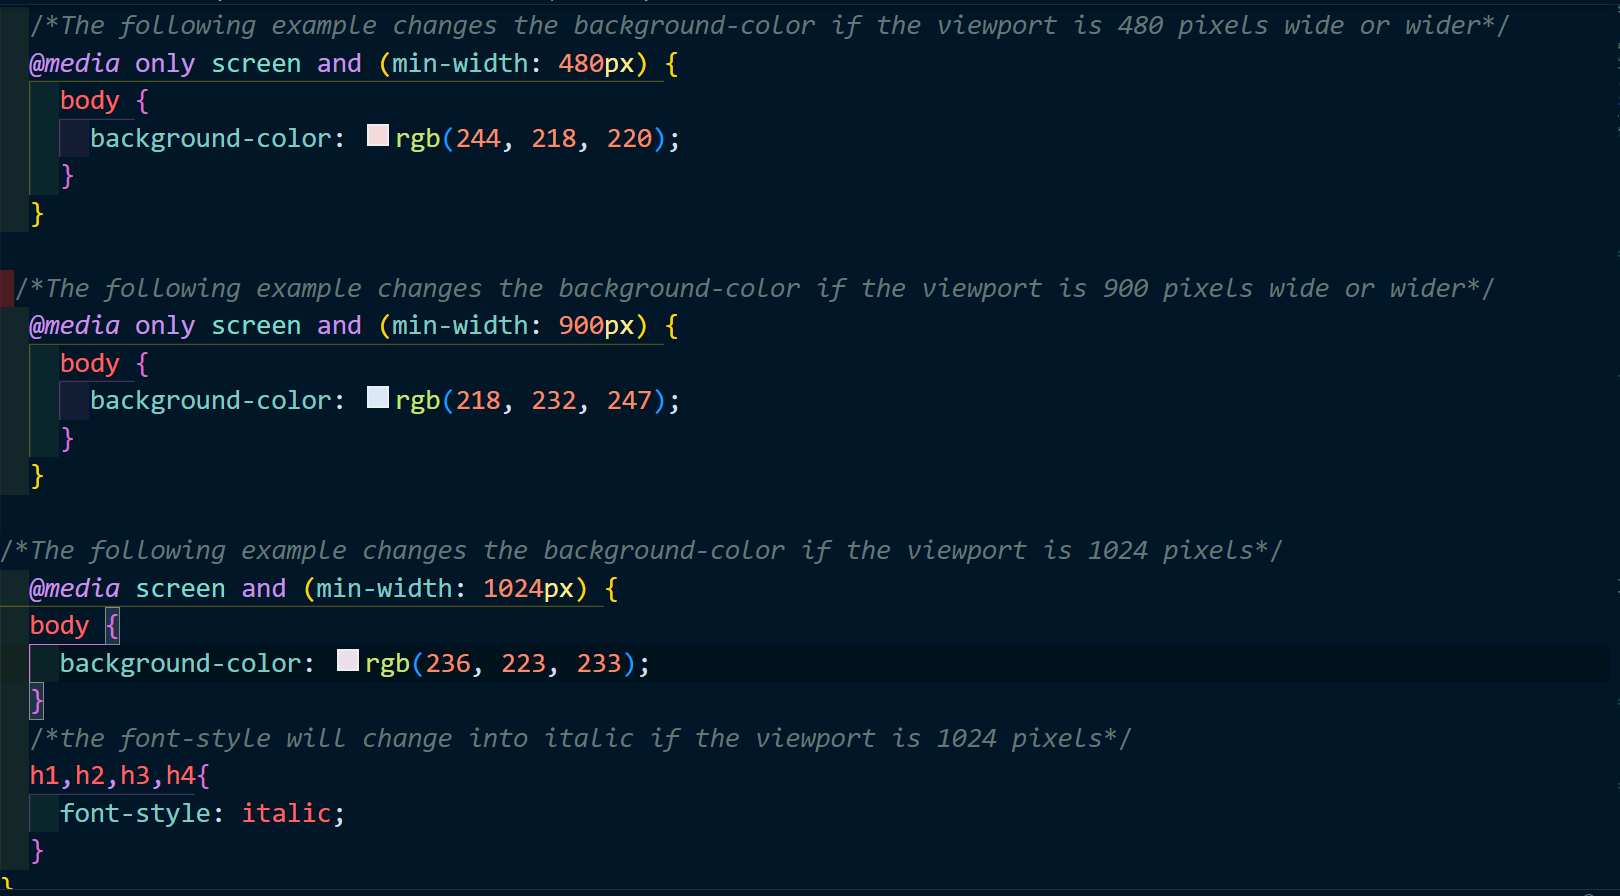 /*The following example changes the background-color if the viewport is 480 pixels wide or wider*/
@media only screen and (min-width: 480px) {
body {
background-color: rgb(244, 218, 220);
}
}
/*The following example changes the background-color if the viewport is 900 pixels wide or wider*/
@media only screen and (min-width: 900px) {
body {
background-color: rgb(218, 232, 247);
}
}
/*The following example changes the background-color if the viewport is 1024 pixels*/
@media screen and (min-width: 1024px) {
body {
background-color: rgb(236, 223, 233);
}
/*the font-style will change into italic if the viewport is 1024 pixels*/
h1,h2,h3,h4{
font-style: italic;
}
}